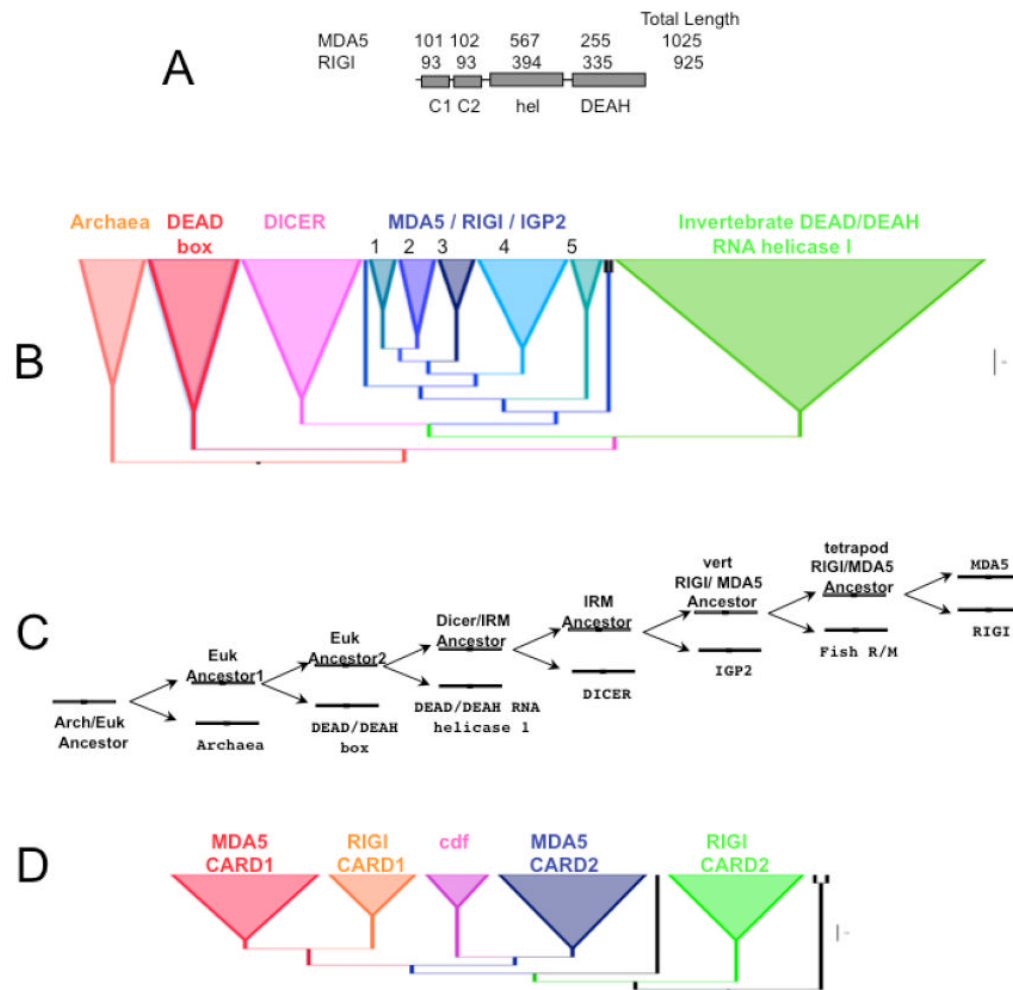 A
Total Length
MDA5 101 102 567 255 1025
RIGI 93 93 394 335 925
C1 C2 hel DEAH
B
Archaea DEAD DICER MDA5 / RIGI / IGP2 Invertebrate DEAD/DEAH
box RNA helicase I
1 2 3 4 5
C
Arch/Euk
Ancestor
Euk
Ancestor1
Archaea
Euk
Ancestor2
DEAD/DEAH
box
Dicer/IRM
Ancestor
DEAD/DEAH RNA
helicase 1
IRM
Ancestor
DICER
vert
RIGI/ MDA5
Ancestor
IGP2
tetrapod
RIGI/MDA5
Ancestor
Fish R/M
MDA5
RIGI
D
MDA5 RIGI cdf MDA5 RIGI
CARD1 CARD1 CARD2 CARD2